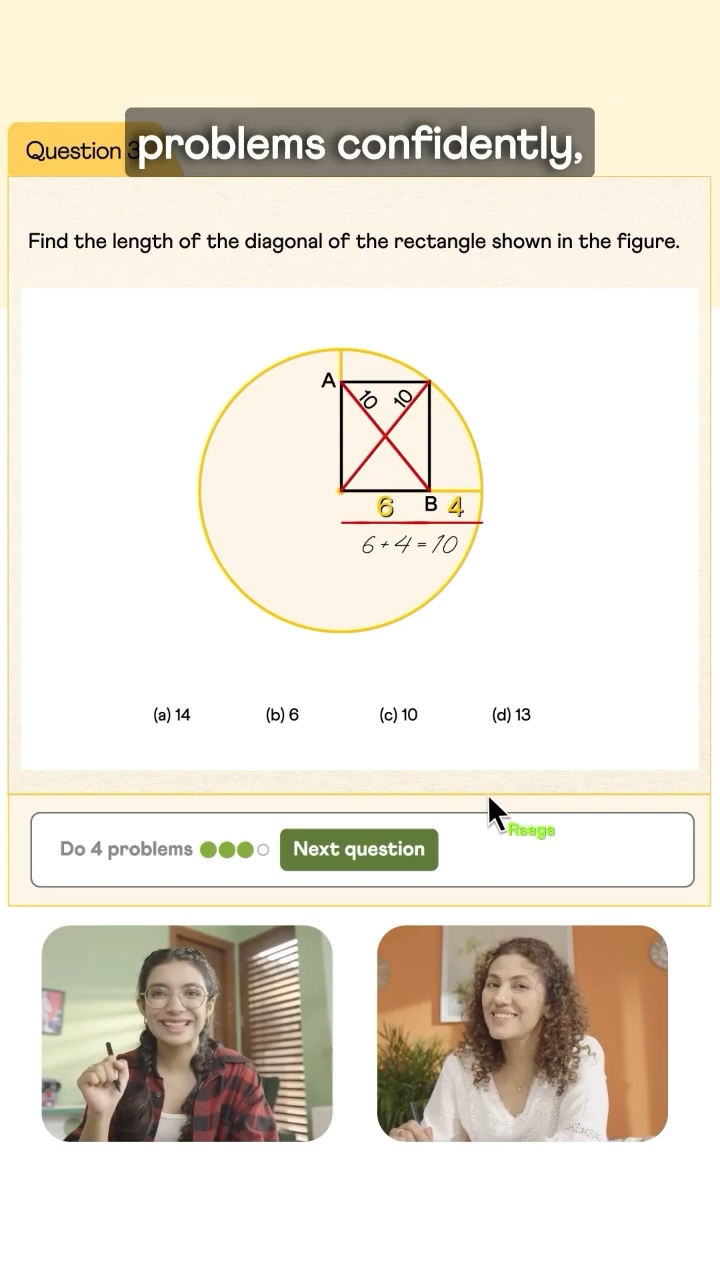 problems confidently,
Question 3
Find the length of the diagonal of the rectangle shown in the figure.
A
10 10
6 B 4
6 + 4 = 10
(a) 14 (b) 6 (c) 10 (d) 13
Raaga
Do 4 problems Next question